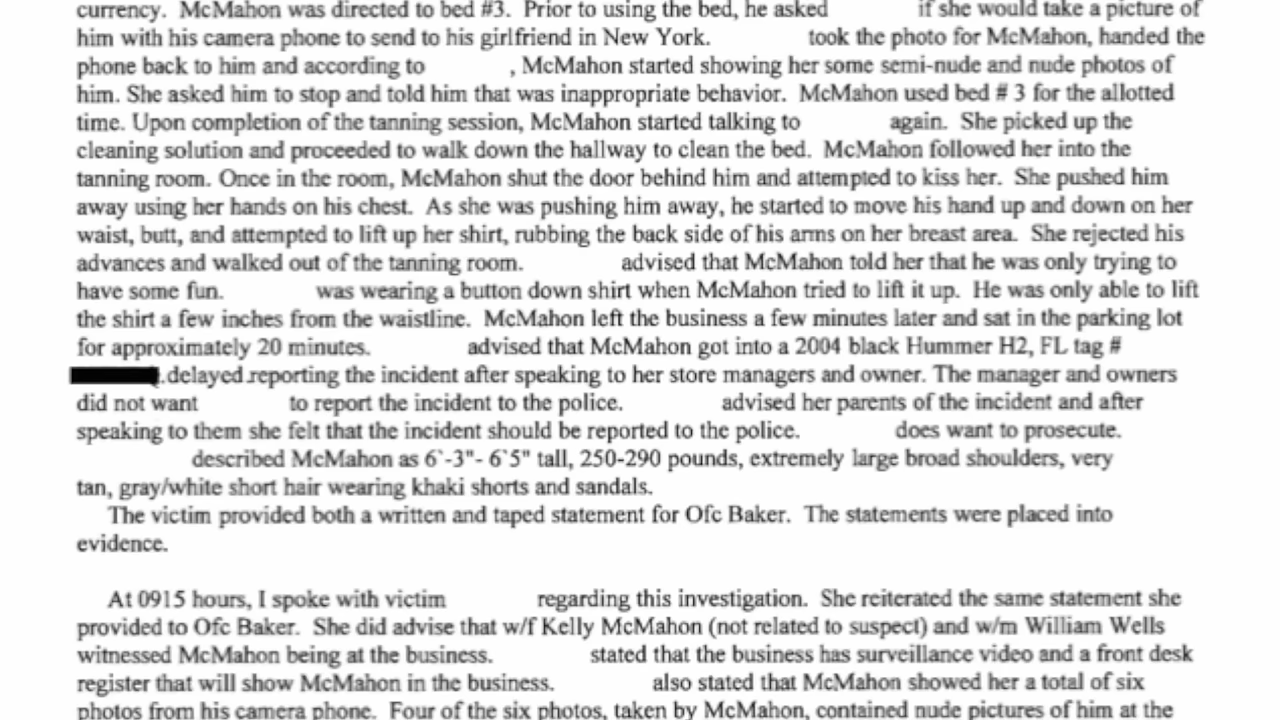 currency. McMahon was directed to bed #3. Prior to using the bed, he asked if she would take a picture of
him with his camera phone to send to his girlfriend in New York. took the photo for McMahon, handed the
phone back to him and according to , McMahon started showing her some semi-nude and nude photos of
him. She asked him to stop and told him that was inappropriate behavior. McMahon used bed # 3 for the allotted
time. Upon completion of the tanning session, McMahon started talking to again. She picked up the
cleaning solution and proceeded to walk down the hallway to clean the bed. McMahon followed her into the
tanning room. Once in the room, McMahon shut the door behind him and attempted to kiss her. She pushed him
away using her hands on his chest. As she was pushing him away, he started to move his hand up and down on her
waist, butt, and attempted to lift up her shirt, rubbing the back side of his arms on her breast area. She rejected his
advances and walked out of the tanning room. advised that McMahon told her that he was only trying to
have some fun. was wearing a button down shirt when McMahon tried to lift it up. He was only able to lift
the shirt a few inches from the waistline. McMahon left the business a few minutes later and sat in the parking lot
for approximately 20 minutes. advised that McMahon got into a 2004 black Hummer H2, FL tag #
.delayed reporting the incident after speaking to her store managers and owner. The manager and owners
did not want to report the incident to the police. advised her parents of the incident and after
speaking to them she felt that the incident should be reported to the police. does want to prosecute.
described McMahon as 6`-3"- 6`5" tall, 250-290 pounds, extremely large broad shoulders, very
tan, gray/white short hair wearing khaki shorts and sandals.
The victim provided both a written and taped statement for Ofc Baker. The statements were placed into
evidence.
At 0915 hours, I spoke with victim regarding this investigation. She reiterated the same statement she
provided to Ofc Baker. She did advise that w/f Kelly McMahon (not related to suspect) and w/m William Wells
witnessed McMahon being at the business. stated that the business has surveillance video and a front desk
register that will show McMahon in the business. also stated that McMahon showed her a total of six
photos from his camera phone. Four of the six photos, taken by McMahon, contained nude pictures of him at the